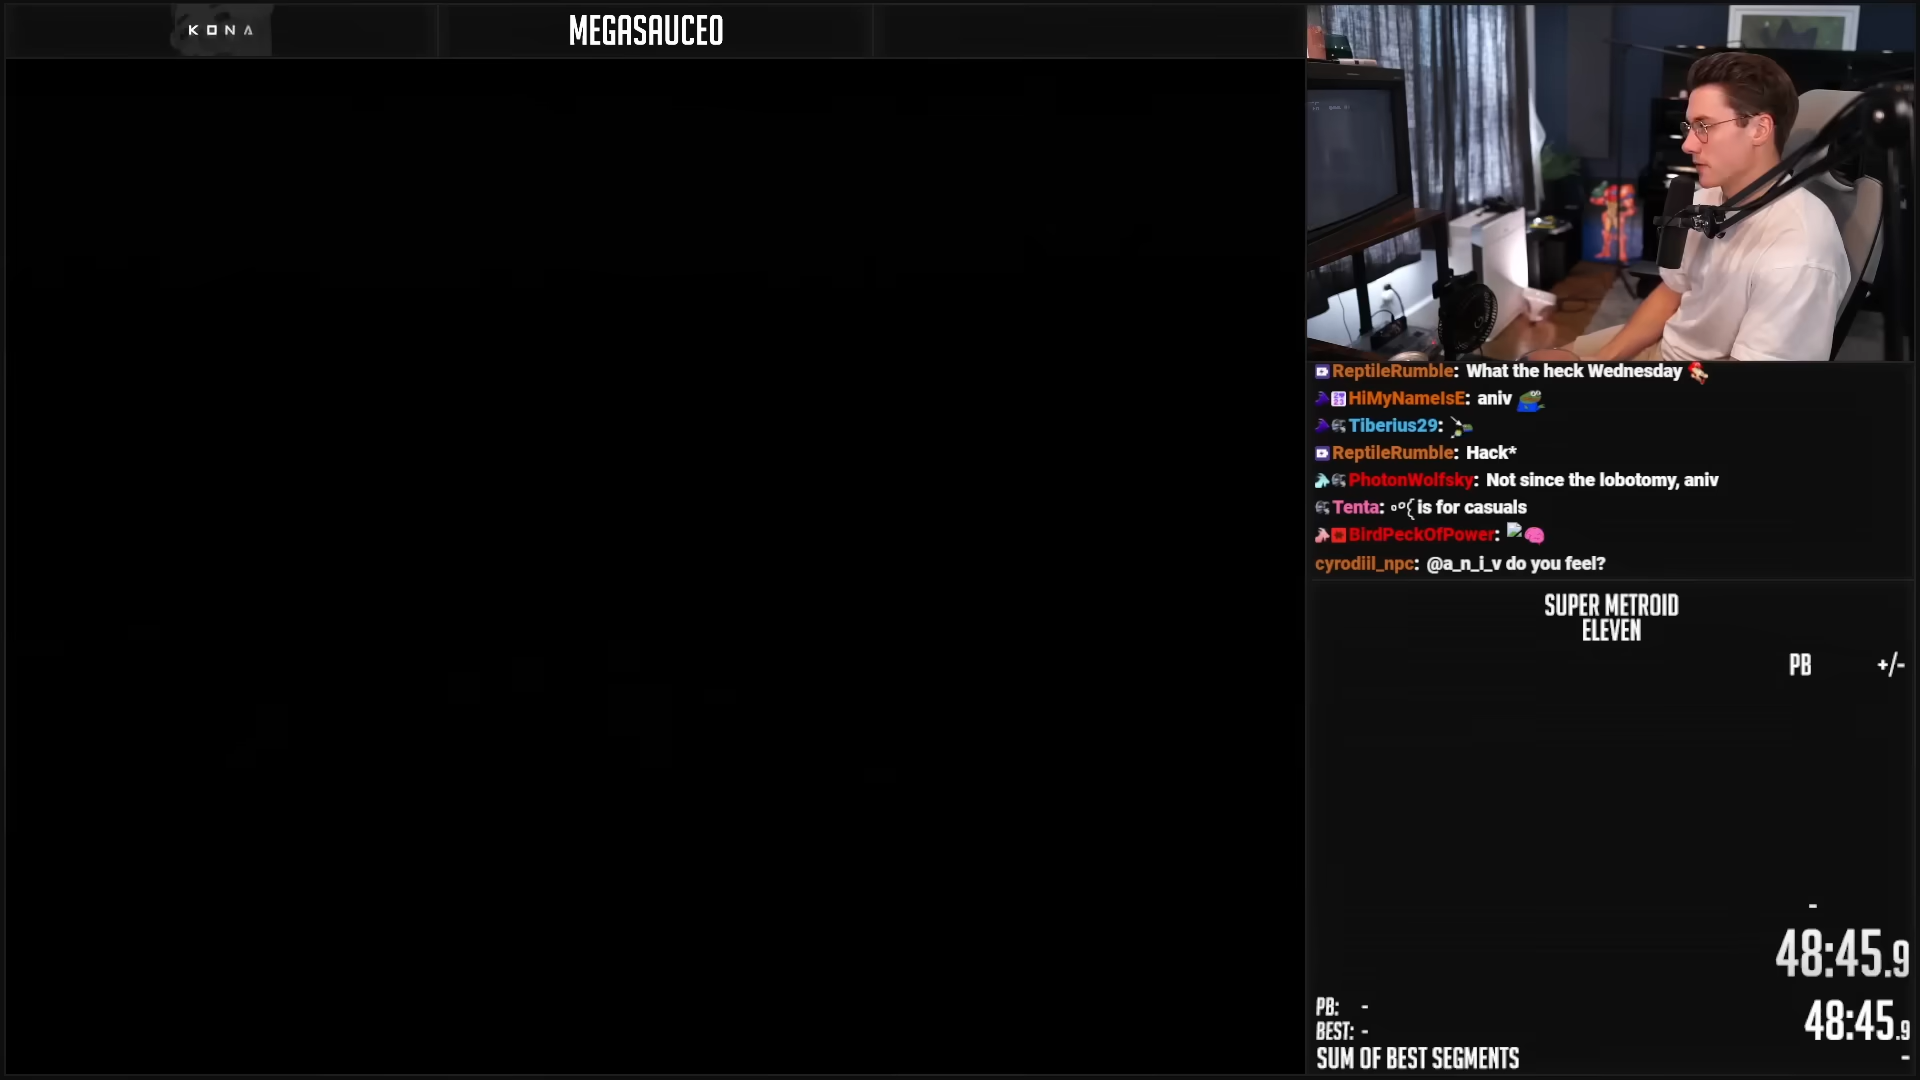 KONA
MEGASAUCEO
ReptileRumble: What the heck Wednesday
HiMyNameIsE: aniv
Tiberius29:
ReptileRumble: Hack*
PhotonWolfsky: Not since the lobotomy, aniv
Tenta: is for casuals
BirdPeckOfPower:
cyrodiil_npc: @a_n_i_v do you feel?
SUPER METROID
ELEVEN
PB +/-
-
48:45.9
PB: -
48:45.9
BEST: -
SUM OF BEST SEGMENTS -